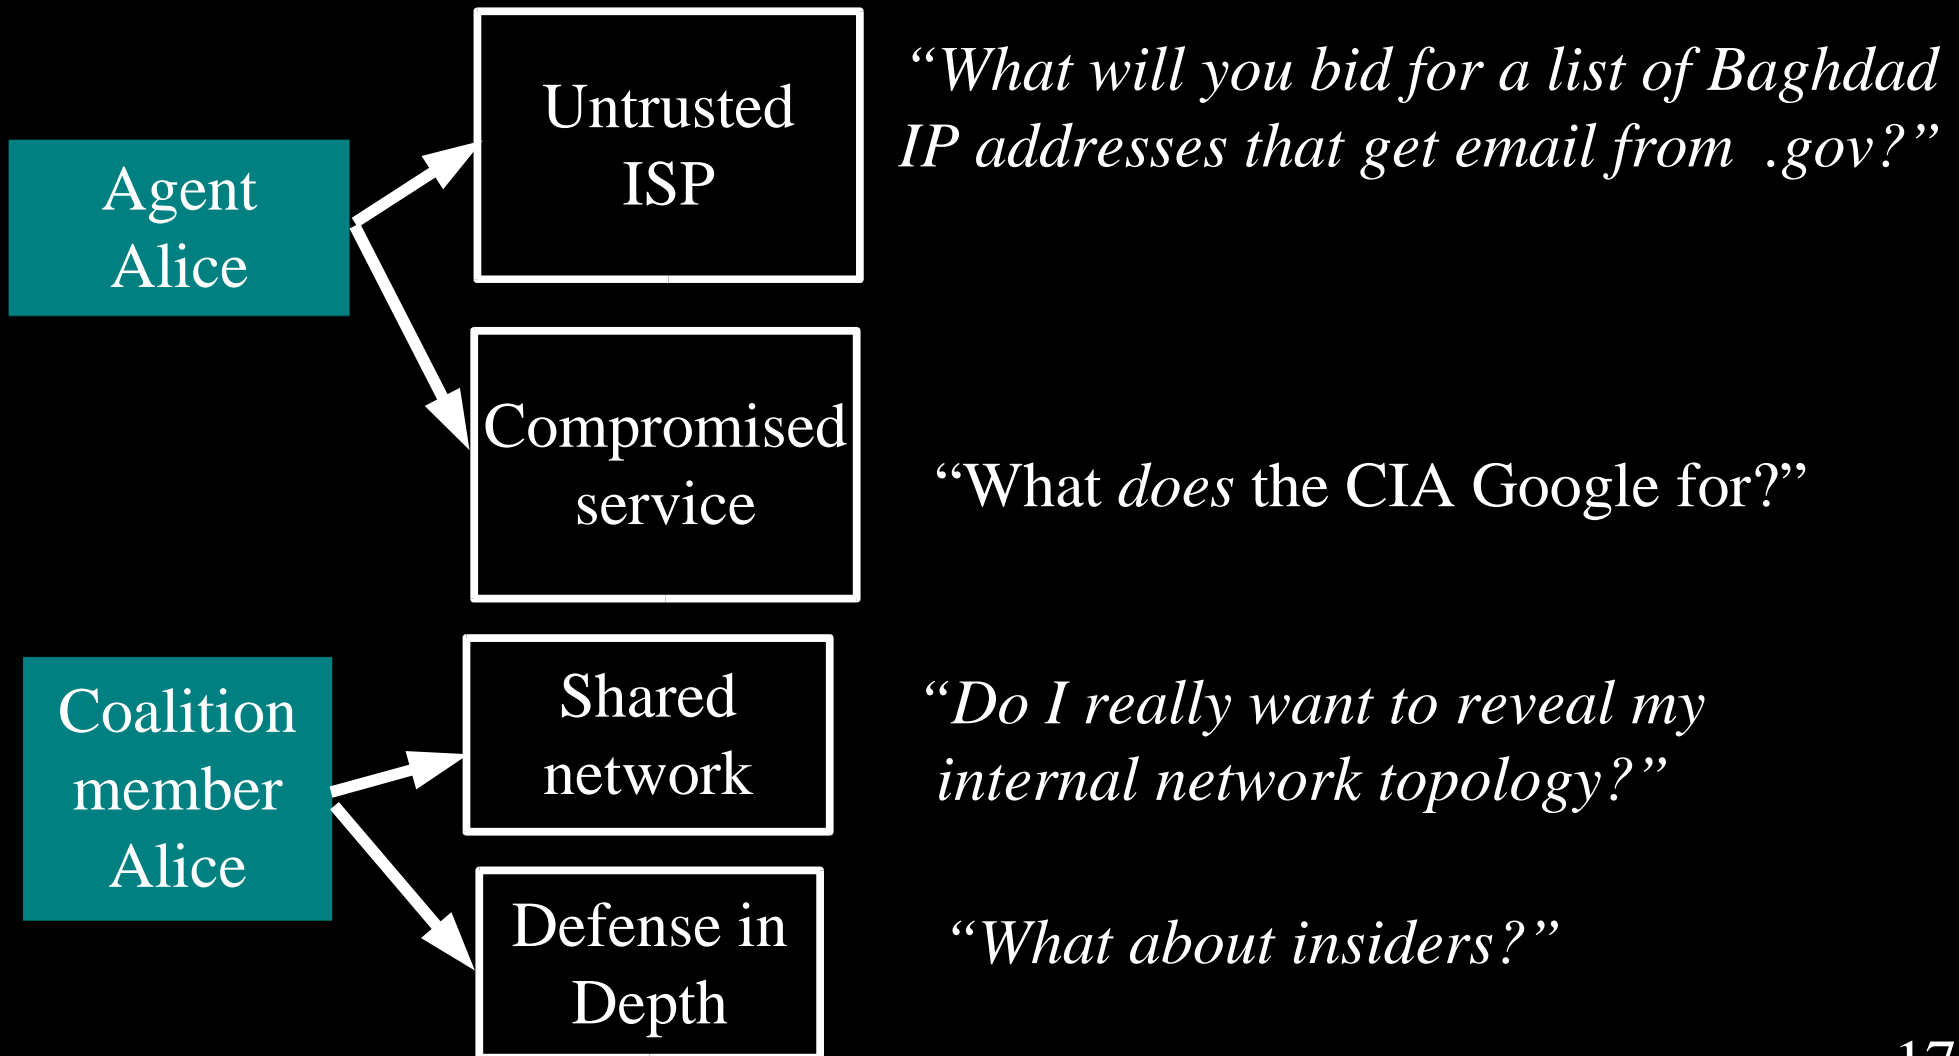 Untrusted
ISP
“What will you bid for a list of Baghdad
IP addresses that get email from .gov?”
Agent
Alice
Compromised
service
“What does the CIA Google for?”
Coalition
member
Alice
Shared
network
“Do I really want to reveal my
internal network topology?”
Defense in
Depth
“What about insiders?”
17